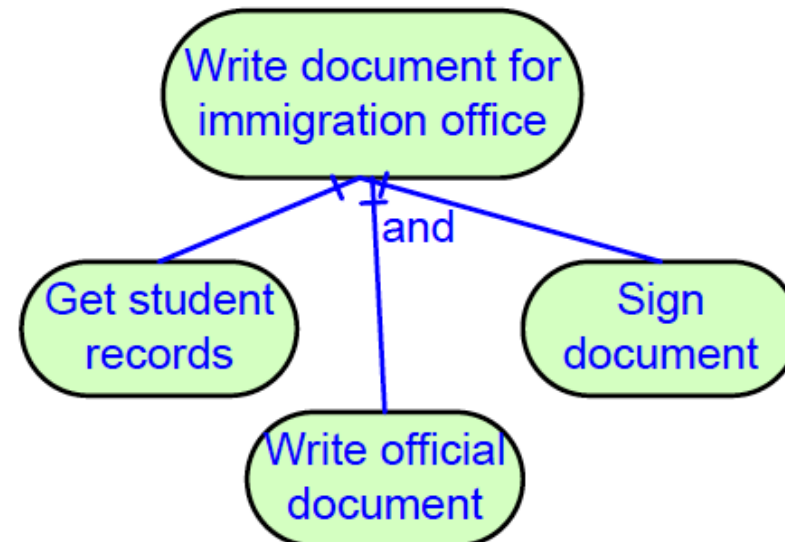 Write document for
immigration office
and
Get student
records
Sign
document
Write official
document